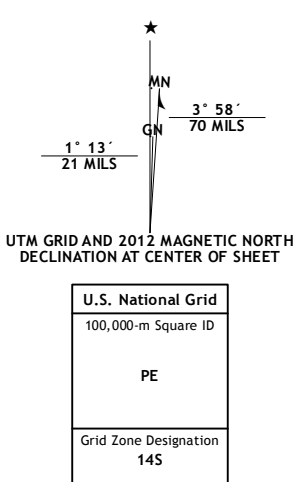 MN
3° 58´
70 MILS
GN
1° 13´
21 MILS
UTM GRID AND 2012 MAGNETIC NORTH
DECLINATION AT CENTER OF SHEET
U.S. National Grid
100,000-m Square ID
PE
Grid Zone Designation
14S